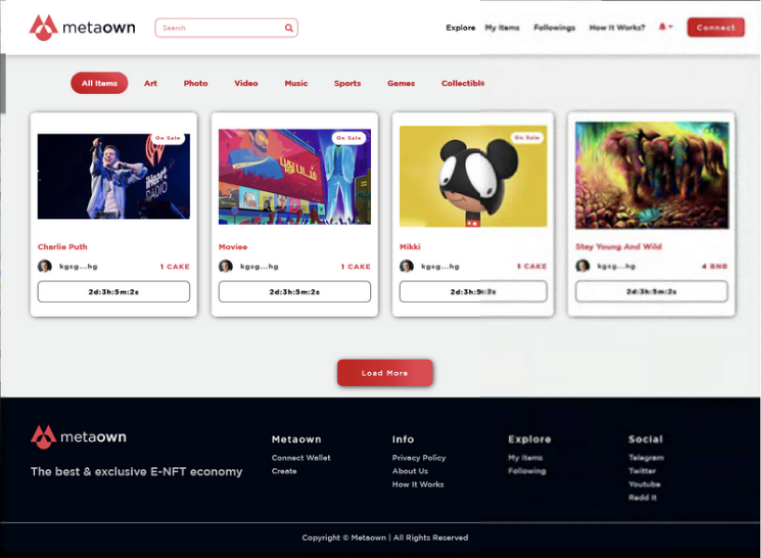 metaown
Search
Explore My Items Followings How It Works?
Connect
All Items Art Photo Video Music Sports Games Collectible
On Sale
iHeart
RADIO
Charlie Puth
kgsg...hg 1 CAKE
2d:3h:5m:2s
On Sale
Moviee
kgsg...hg 1 CAKE
2d:3h:5m:2s
On Sale
Mikki
kgsg...hg 1 CAKE
2d:3h:5m:2s
Stay Young And Wild
kgsg...hg 4 BNB
2d:3h:5m:2s
Load More
metaown
The best & exclusive E-NFT economy
Metaown
Connect Wallet
Create
Info
Privacy Policy
About Us
How It Works
Explore
My Items
Following
Social
Telegram
Twitter
Youtube
Redd It
Copyright © Metaown | All Rights Reserved